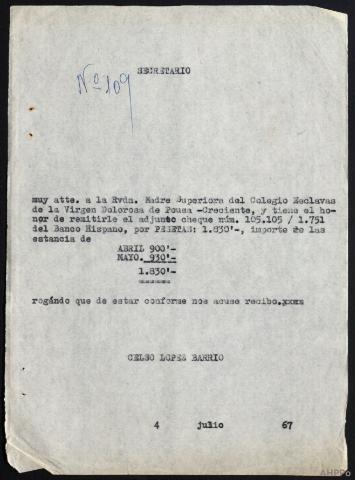 SECRETARIO
Nº 109
muy atte. a la Rvda. Madre Superiora del Colegio Esclavas
de la Virgen Dolorosa de Pousa -Creciente, y tiene el ho-
nor de remitirle el adjunto cheque núm. 105.105 / 1.751
del Banco Hispano, por PESETAS: 1.830'-, importe de las
estancia de
ABRIL 900'-
MAYO. 930'-
1.830'-
========
rogándo que de estar conforme nos acuse recibo.xxxx
CELSO LOPEZ BARRIO
4 julio 67
AHPPo